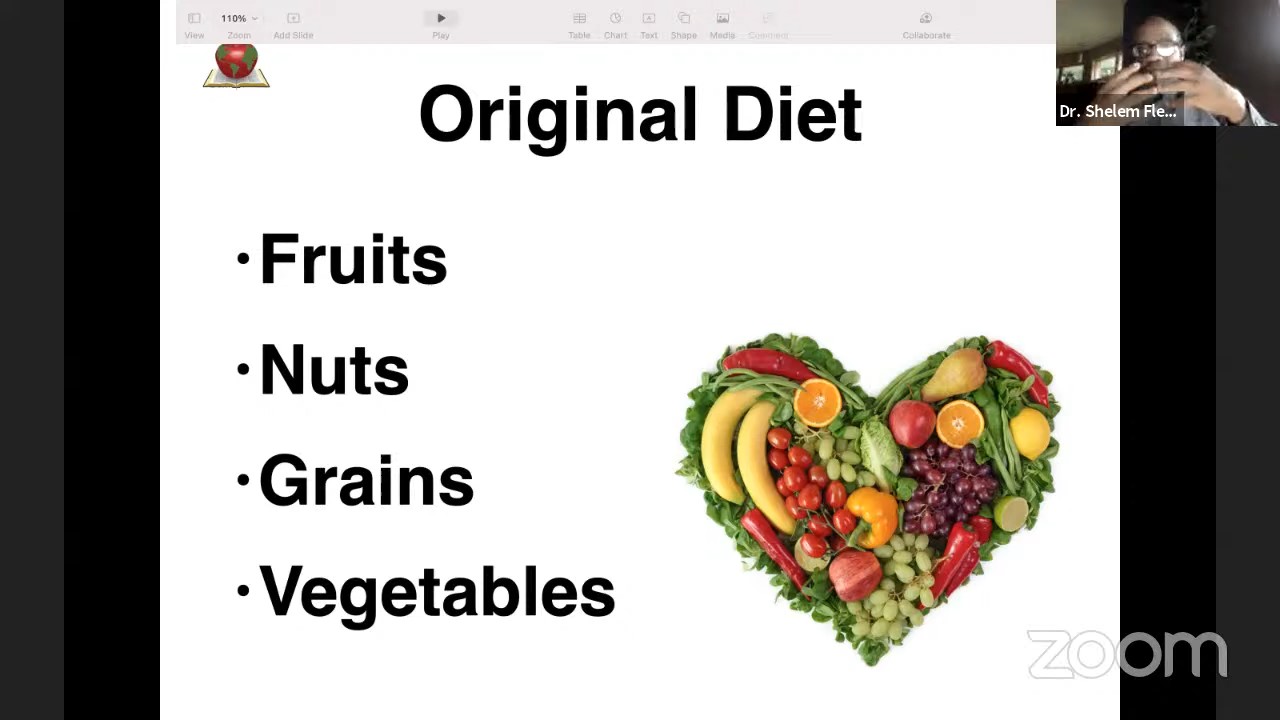 110%
View
Zoom
Add Slide
Play
Table
Chart
Text
Shape
Media
Comment
Collaborate
Dr. Shelem Fle...
Original Diet
• Fruits
• Nuts
• Grains
• Vegetables
zoom